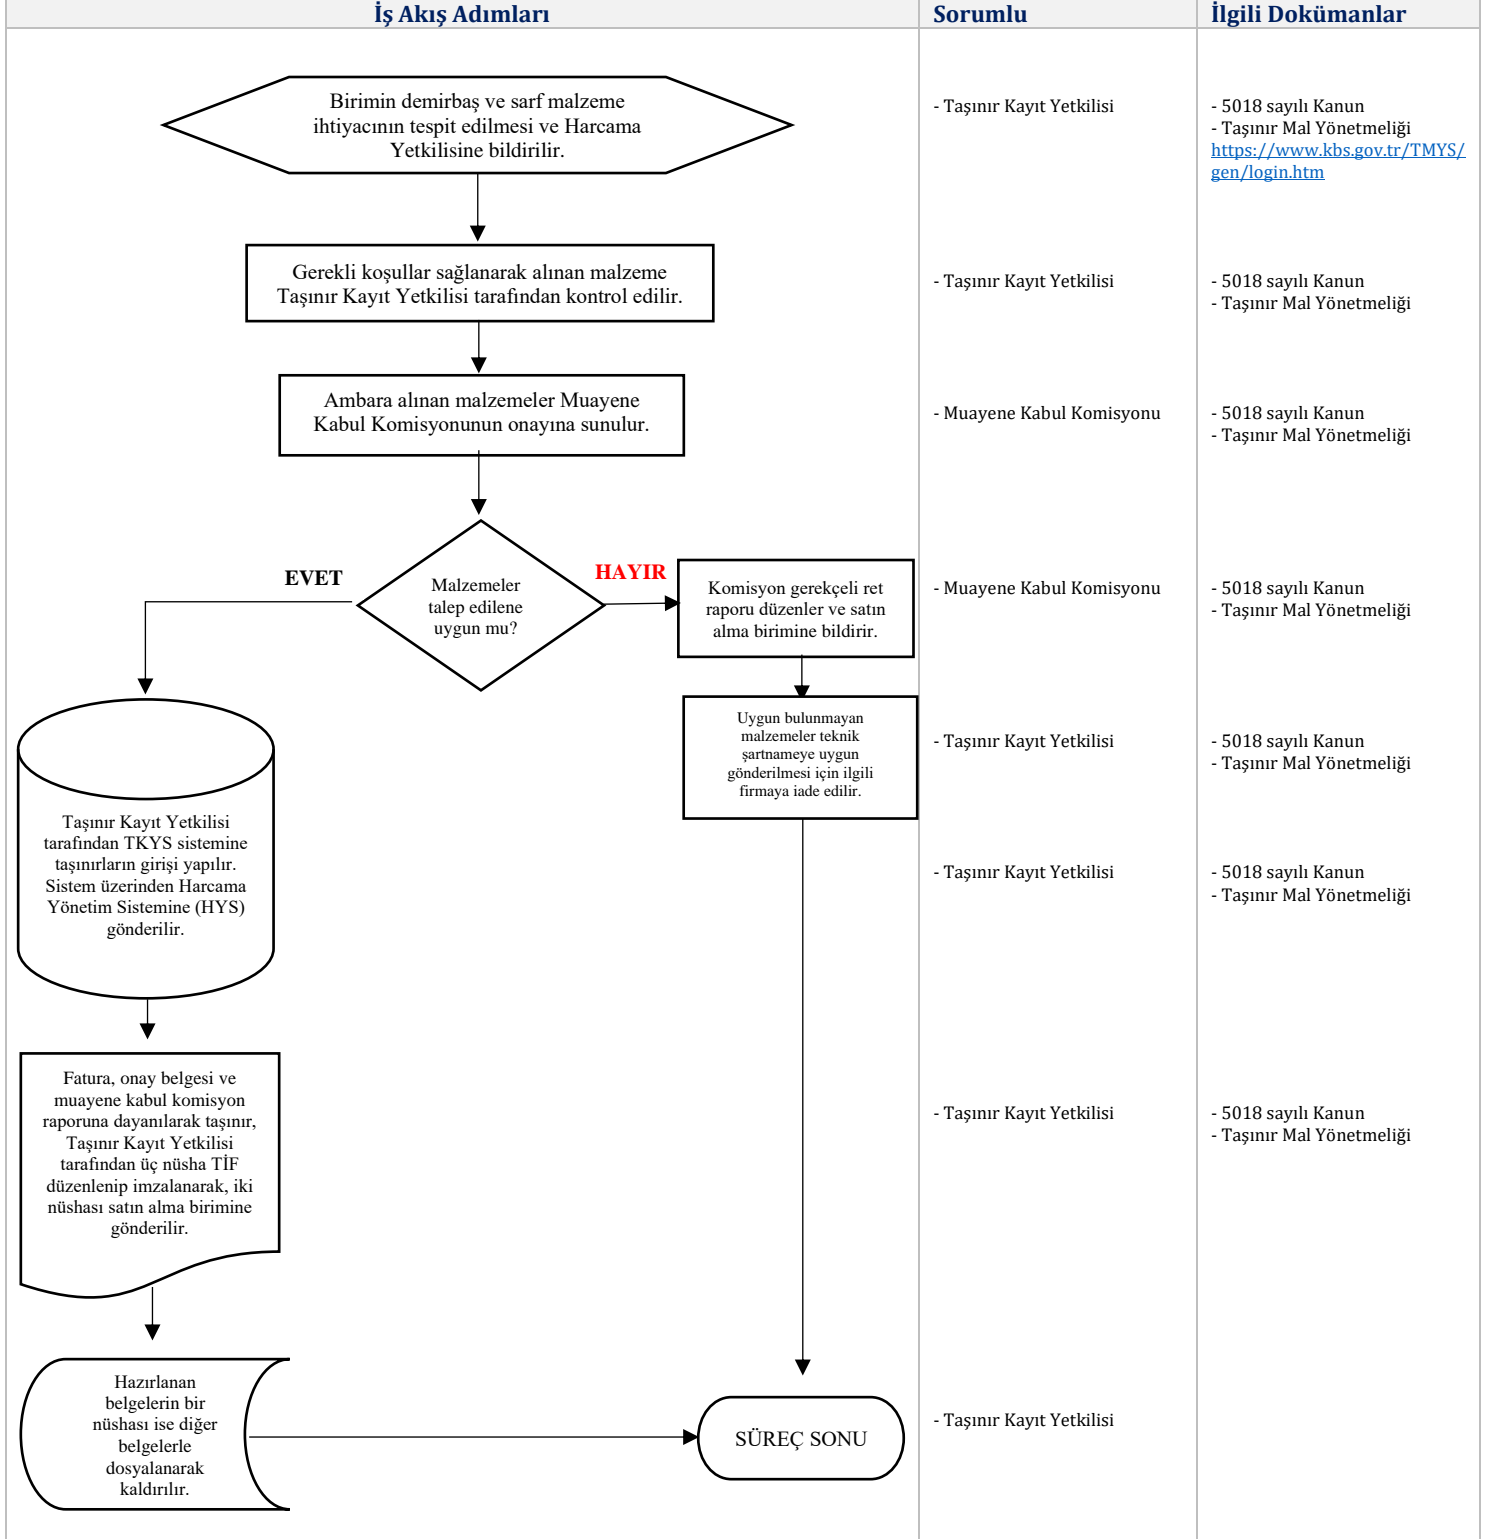 İş Akış Adımları
Sorumlu
İlgili Dokümanlar
Birimin demirbaş ve sarf malzeme
ihtiyacının tespit edilmesi ve Harcama
Yetkilisine bildirilir.
- Taşınır Kayıt Yetkilisi
- 5018 sayılı Kanun
- Taşınır Mal Yönetmeliği
https://www.kbs.gov.tr/TMYS/
gen/login.htm
Gerekli koşullar sağlanarak alınan malzeme
Taşınır Kayıt Yetkilisi tarafından kontrol edilir.
- Taşınır Kayıt Yetkilisi
- 5018 sayılı Kanun
- Taşınır Mal Yönetmeliği
Ambara alınan malzemeler Muayene
Kabul Komisyonunun onayına sunulur.
- Muayene Kabul Komisyonu
- 5018 sayılı Kanun
- Taşınır Mal Yönetmeliği
EVET
Malzemeler
talep edilene
uygun mu?
HAYIR
Komisyon gerekçeli ret
raporu düzenler ve satın
alma birimine bildirir.
- Muayene Kabul Komisyonu
- 5018 sayılı Kanun
- Taşınır Mal Yönetmeliği
Uygun bulunmayan
malzemeler teknik
şartnameye uygun
gönderilmesi için ilgili
firmaya iade edilir.
- Taşınır Kayıt Yetkilisi
- 5018 sayılı Kanun
- Taşınır Mal Yönetmeliği
Taşınır Kayıt Yetkilisi
tarafından TKYS sistemine
taşınırların girişi yapılır.
Sistem üzerinden Harcama
Yönetim Sistemine (HYS)
gönderilir.
- Taşınır Kayıt Yetkilisi
- 5018 sayılı Kanun
- Taşınır Mal Yönetmeliği
Fatura, onay belgesi ve
muayene kabul komisyon
raporuna dayanılarak taşınır,
Taşınır Kayıt Yetkilisi
tarafından üç nüsha TİF
düzenlenip imzalanarak, iki
nüshası satın alma birimine
gönderilir.
- Taşınır Kayıt Yetkilisi
- 5018 sayılı Kanun
- Taşınır Mal Yönetmeliği
Hazırlanan
belgelerin bir
nüshası ise diğer
belgelerle
dosyalanarak
kaldırılır.
SÜREÇ SONU
- Taşınır Kayıt Yetkilisi